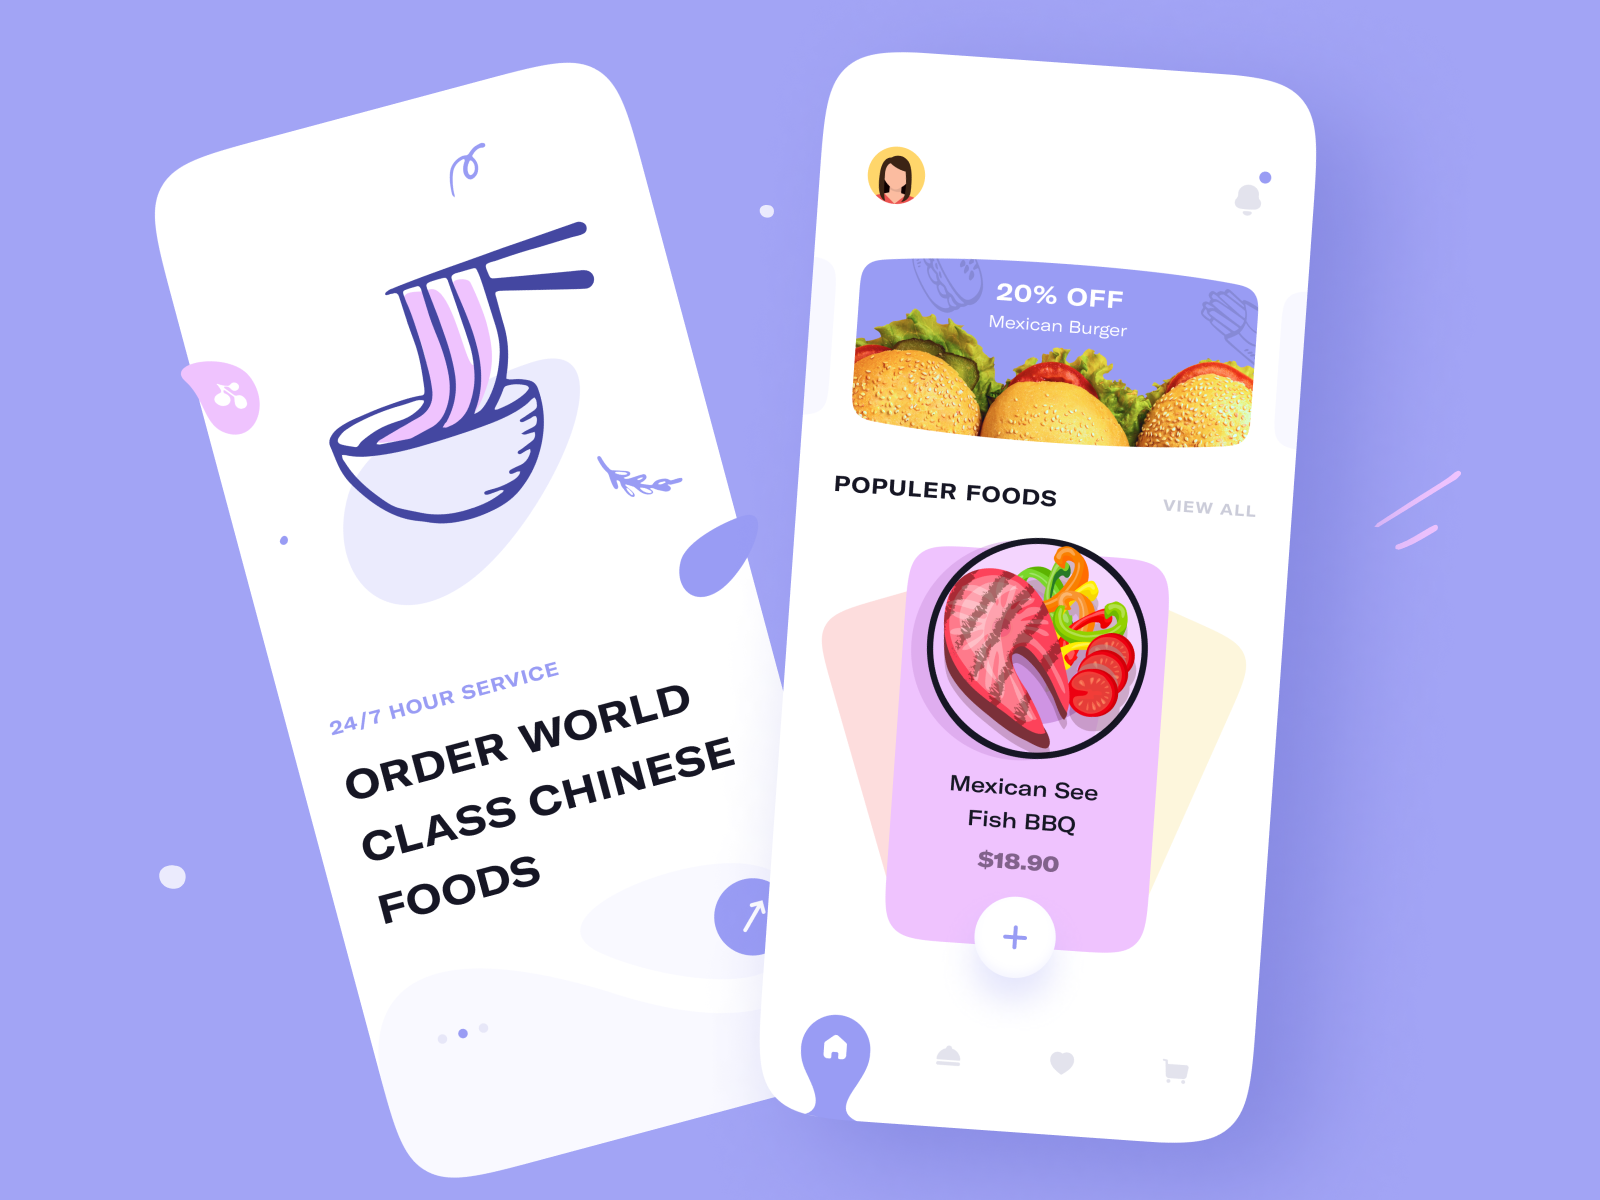 24/7 HOUR SERVICE
ORDER WORLD
CLASS CHINESE
FOODS
20% OFF
Mexican Burger
POPULER FOODS
VIEW ALL
Mexican See
Fish BBQ
$18.90